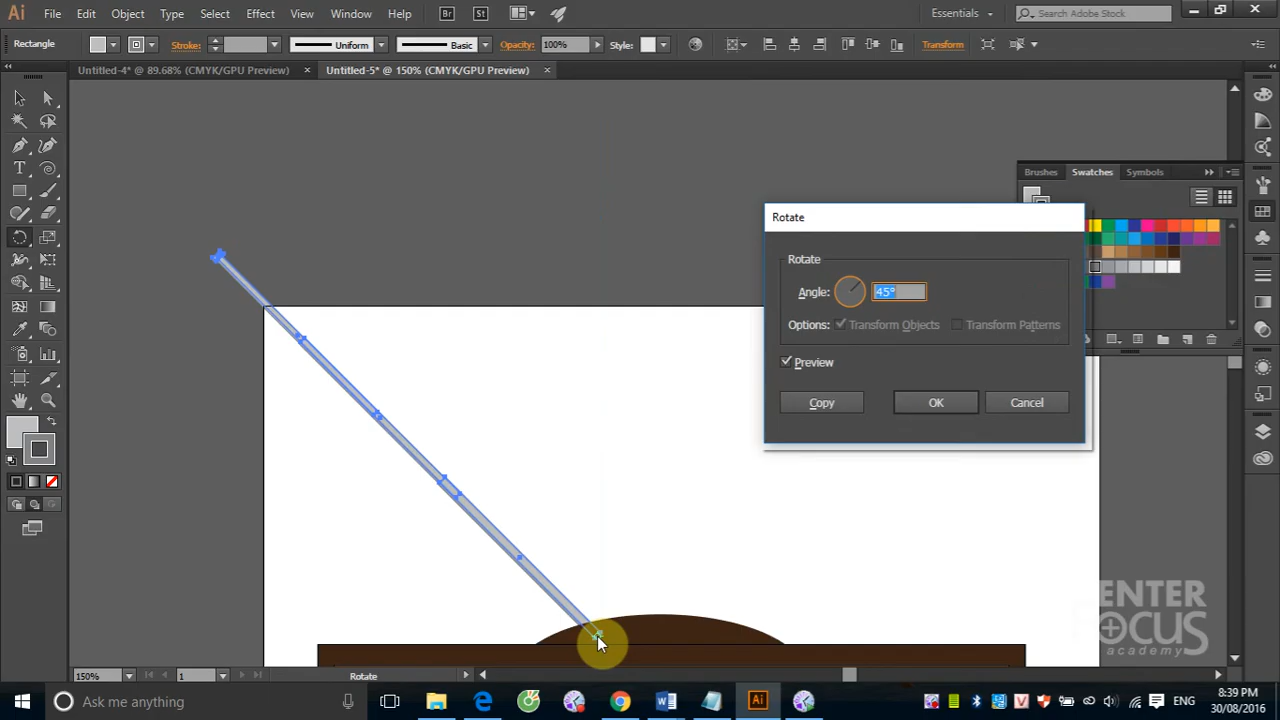 Ai File Edit Object Type Select Effect View Window Help Br St Essentials Search Adobe Stock
Rectangle Stroke: Uniform Basic Opacity: 100% Style: Transform
Untitled-4* @ 89.68% (CMYK/GPU Preview) × Untitled-5* @ 150% (CMYK/GPU Preview) ×
Brushes Swatches Symbols
Rotate
Rotate
Angle: 45°
Options: Transform Objects Transform Patterns
Preview
Copy OK Cancel
ENTER
FOCUS
academy
150% 1 Rotate
Ask me anything Ai ENG 8:39 PM
30/08/2016